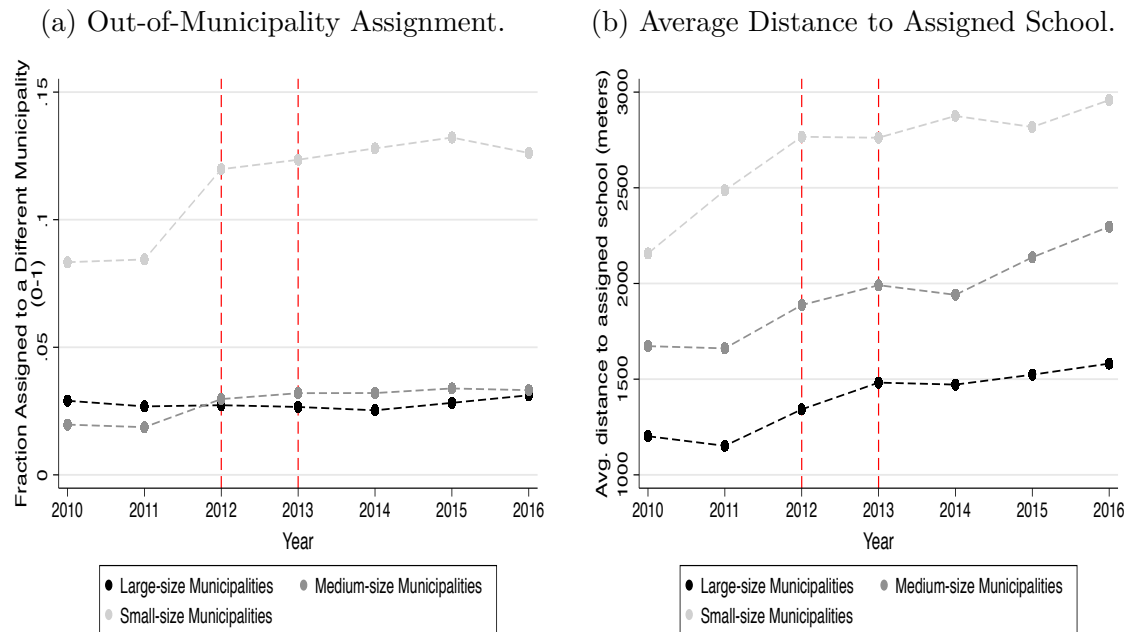 (a) Out-of-Municipality Assignment.
Fraction Assigned to a Different Municipality
(0-1)
.15
.1
.05
0
2010 2011 2012 2013 2014 2015 2016
Year
Large-size Municipalities Medium-size Municipalities
Small-size Municipalities
(b) Average Distance to Assigned School.
Avg. distance to assigned school (meters)
3000
2500
2000
1500
1000
2010 2011 2012 2013 2014 2015 2016
Year
Large-size Municipalities Medium-size Municipalities
Small-size Municipalities